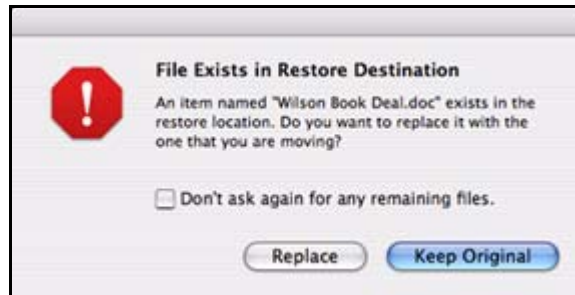 File Exists in Restore Destination
An item named "Wilson Book Deal.doc" exists in the
restore location. Do you want to replace it with the
one that you are moving?
Don't ask again for any remaining files.
Replace
Keep Original